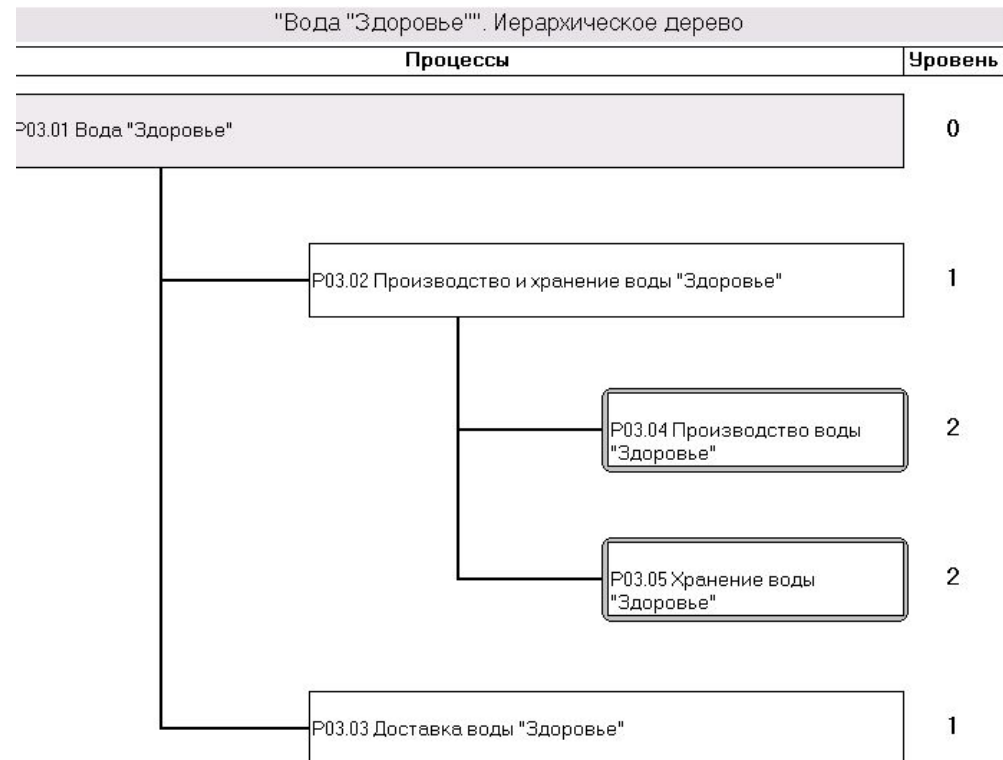 "Вода "Здоровье"". Иерархическое дерево
Процессы Уровень
P03.01 Вода "Здоровье" 0
P03.02 Производство и хранение воды "Здоровье" 1
P03.04 Производство воды 2
"Здоровье"
P03.05 Хранение воды 2
"Здоровье"
P03.03 Доставка воды "Здоровье" 1